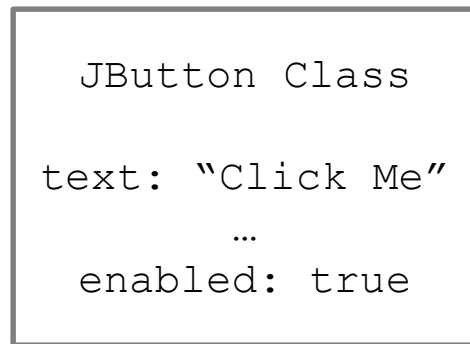 JButton Class
text: “Click Me”
…
enabled: true